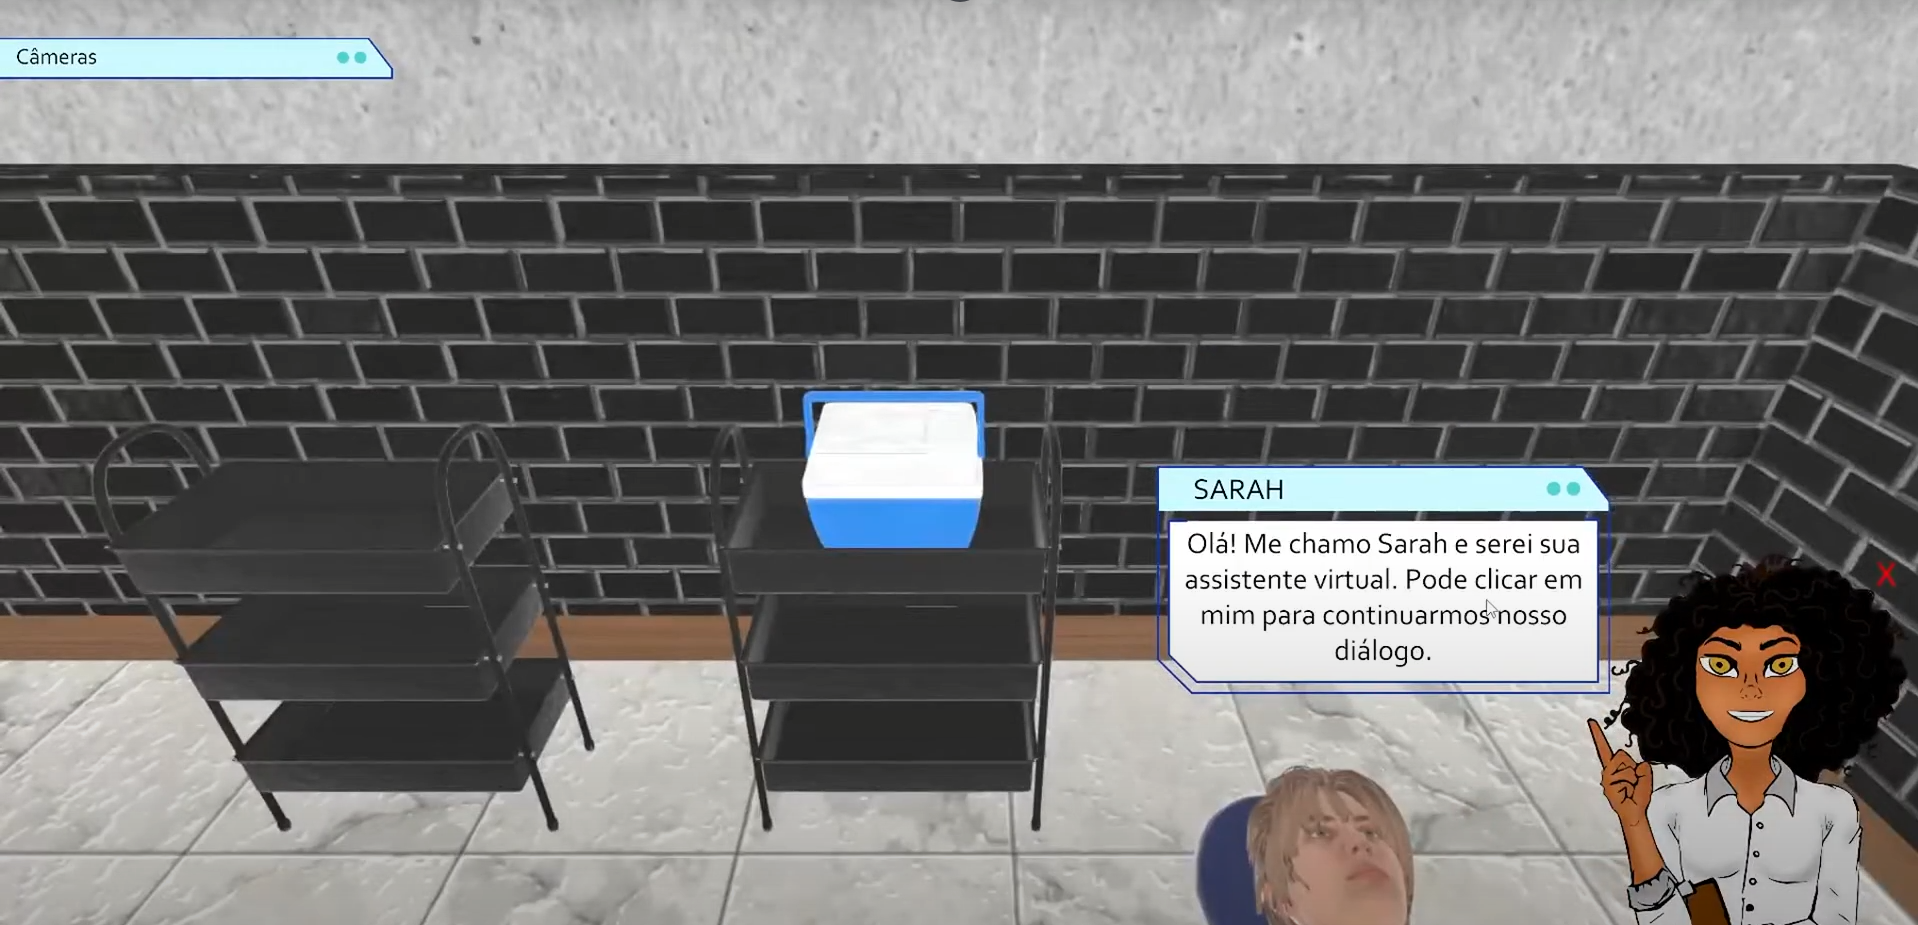 Câmeras
SARAH
Olá! Me chamo Sarah e serei sua
assistente virtual. Pode clicar em
mim para continuarmos nosso
diálogo.
X